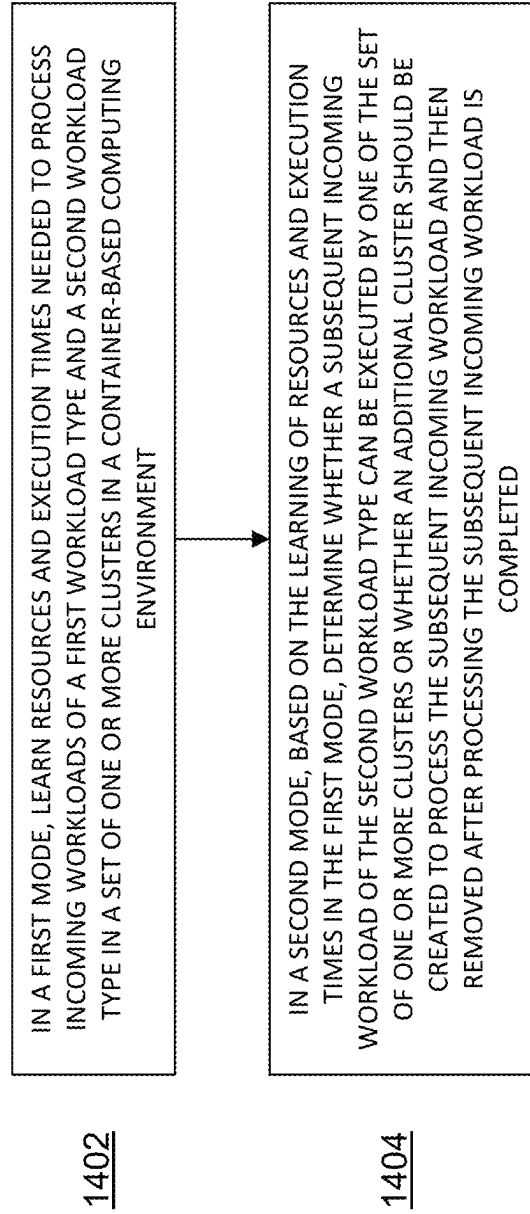 1402
IN A FIRST MODE, LEARN RESOURCES AND EXECUTION TIMES NEEDED TO PROCESS
INCOMING WORKLOADS OF A FIRST WORKLOAD TYPE AND A SECOND WORKLOAD
TYPE IN A SET OF ONE OR MORE CLUSTERS IN A CONTAINER-BASED COMPUTING
ENVIRONMENT
1404
IN A SECOND MODE, BASED ON THE LEARNING OF RESOURCES AND EXECUTION
TIMES IN THE FIRST MODE, DETERMINE WHETHER A SUBSEQUENT INCOMING
WORKLOAD OF THE SECOND WORKLOAD TYPE CAN BE EXECUTED BY ONE OF THE SET
OF ONE OR MORE CLUSTERS OR WHETHER AN ADDITIONAL CLUSTER SHOULD BE
CREATED TO PROCESS THE SUBSEQUENT INCOMING WORKLOAD AND THEN
REMOVED AFTER PROCESSING THE SUBSEQUENT INCOMING WORKLOAD IS
COMPLETED